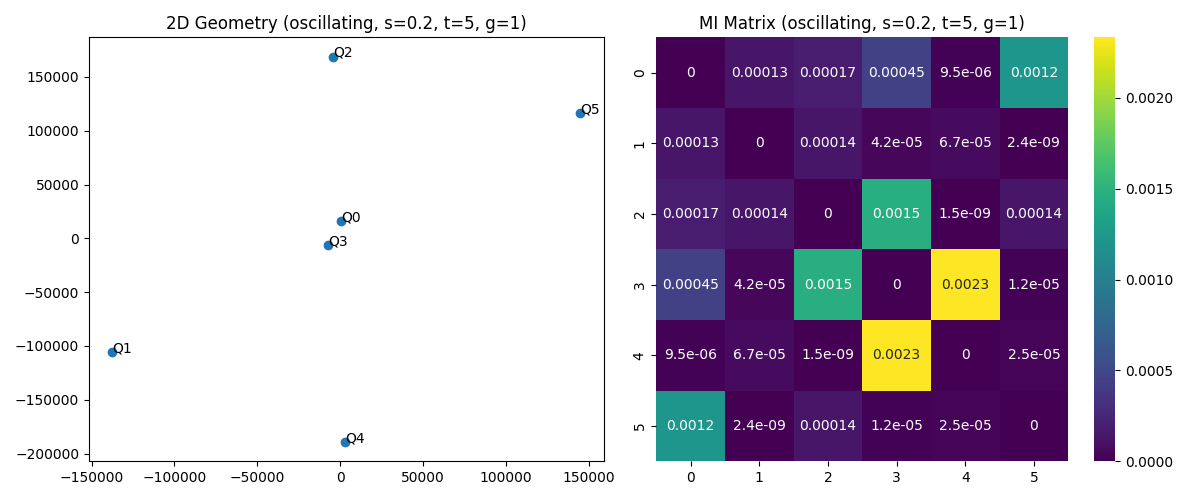 2D Geometry (oscillating, s=0.2, t=5, g=1)
150000
100000
50000
0
−50000
−100000
−150000
−200000
−150000 −100000 −50000 0 50000 100000 150000
Q2
Q5
Q0
Q3
Q1
Q4
MI Matrix (oscillating, s=0.2, t=5, g=1)
0 0 0.00013 0.00017 0.00045 9.5e-06 0.0012
1 0.00013 0 0.00014 4.2e-05 6.7e-05 2.4e-09
2 0.00017 0.00014 0 0.0015 1.5e-09 0.00014
3 0.00045 4.2e-05 0.0015 0 0.0023 1.2e-05
4 9.5e-06 6.7e-05 1.5e-09 0.0023 0 2.5e-05
5 0.0012 2.4e-09 0.00014 1.2e-05 2.5e-05 0
0 1 2 3 4 5
0.0020
0.0015
0.0010
0.0005
0.0000